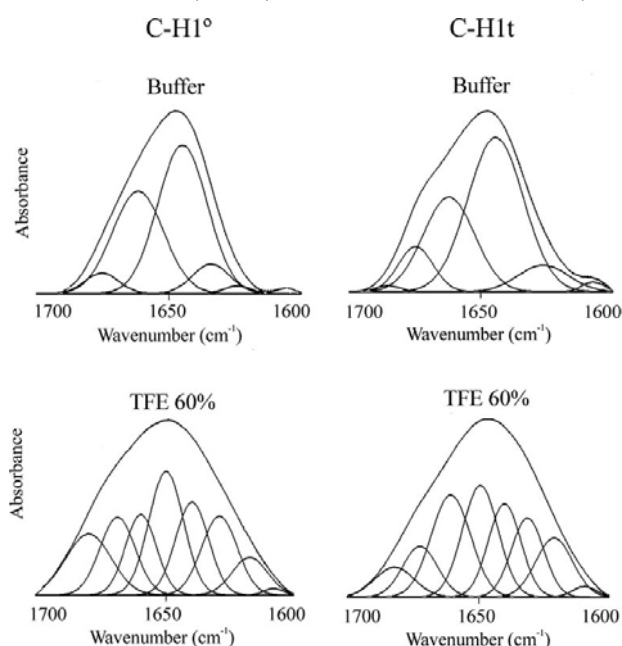 C-H1º
C-H1t
Buffer
Buffer
Absorbance
1700
1650
1600
Wavenumber (cm-1)
1700
1650
1600
Wavenumber (cm-1)
TFE 60%
TFE 60%
Absorbance
1700
1650
1600
Wavenumber (cm-1)
1700
1650
1600
Wavenumber (cm-1)